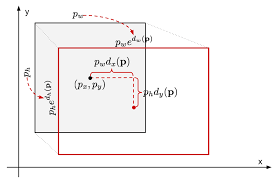 y
p_w
p_w e^{d_w(p)}
p_w d_x(p)
p_h
(p_x, p_y)
p_h d_y(p)
p_h e^{d_h(p)}
x